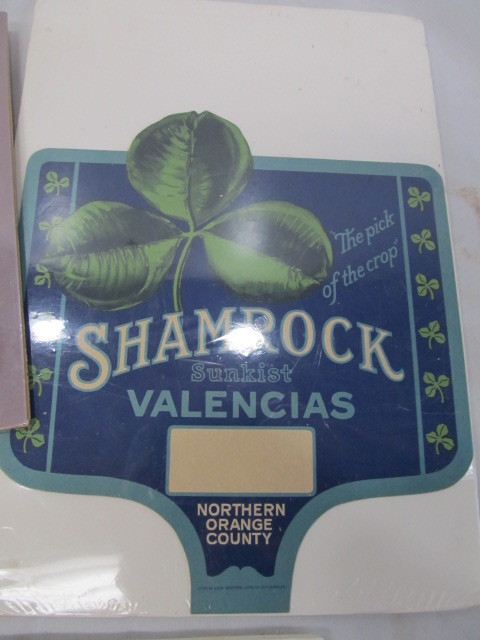 "The pick
of the crop"
SHAMROCK
Sunkist
VALENCIAS
NORTHERN
ORANGE
COUNTY